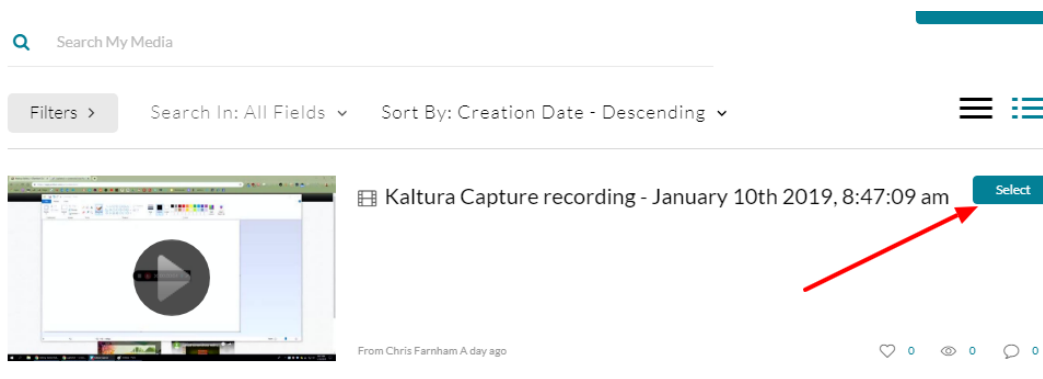 Search My Media
Filters >
Search In: All Fields
Sort By: Creation Date - Descending
Kaltura Capture recording - January 10th 2019, 8:47:09 am
Select
From Chris Farnham A day ago
0
0
0